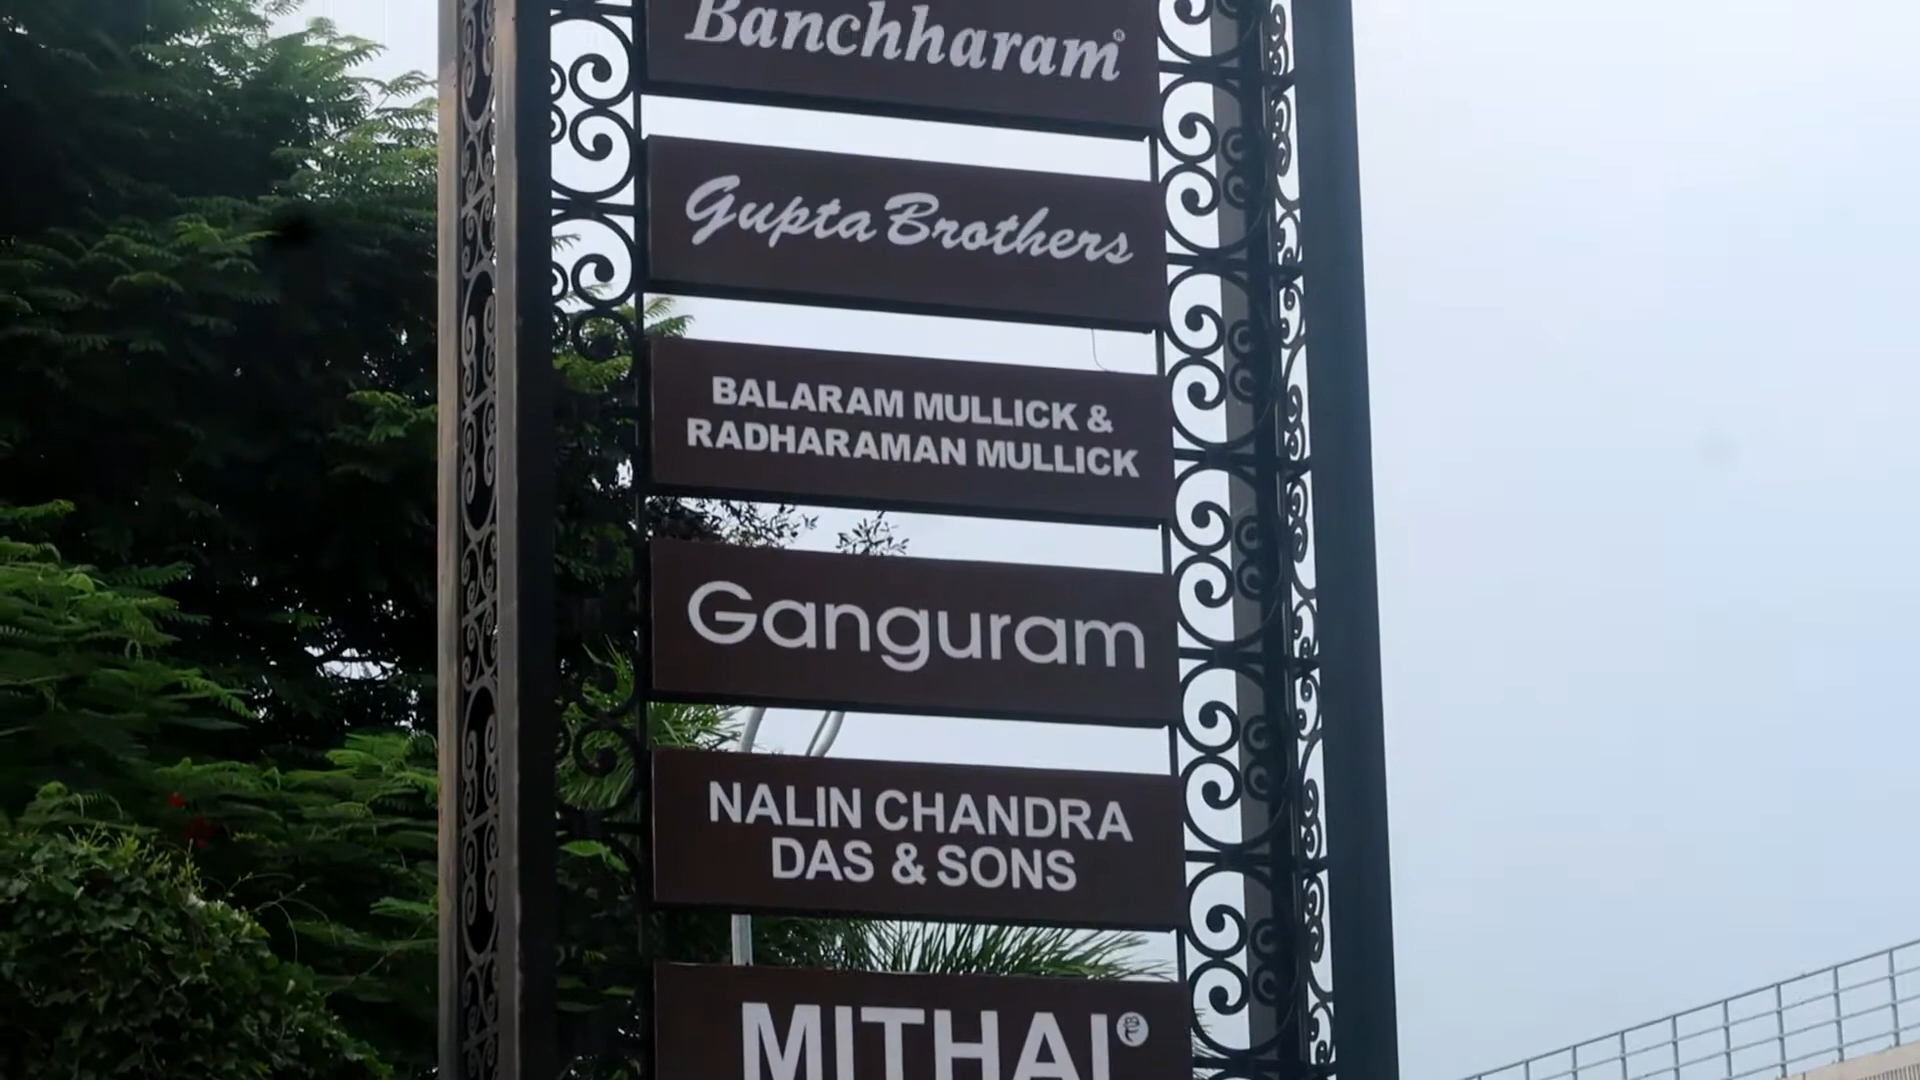 Banchharam®
Gupta Brothers
BALARAM MULLICK &
RADHARAMAN MULLICK
Ganguram
NALIN CHANDRA
DAS & SONS
MITHAI